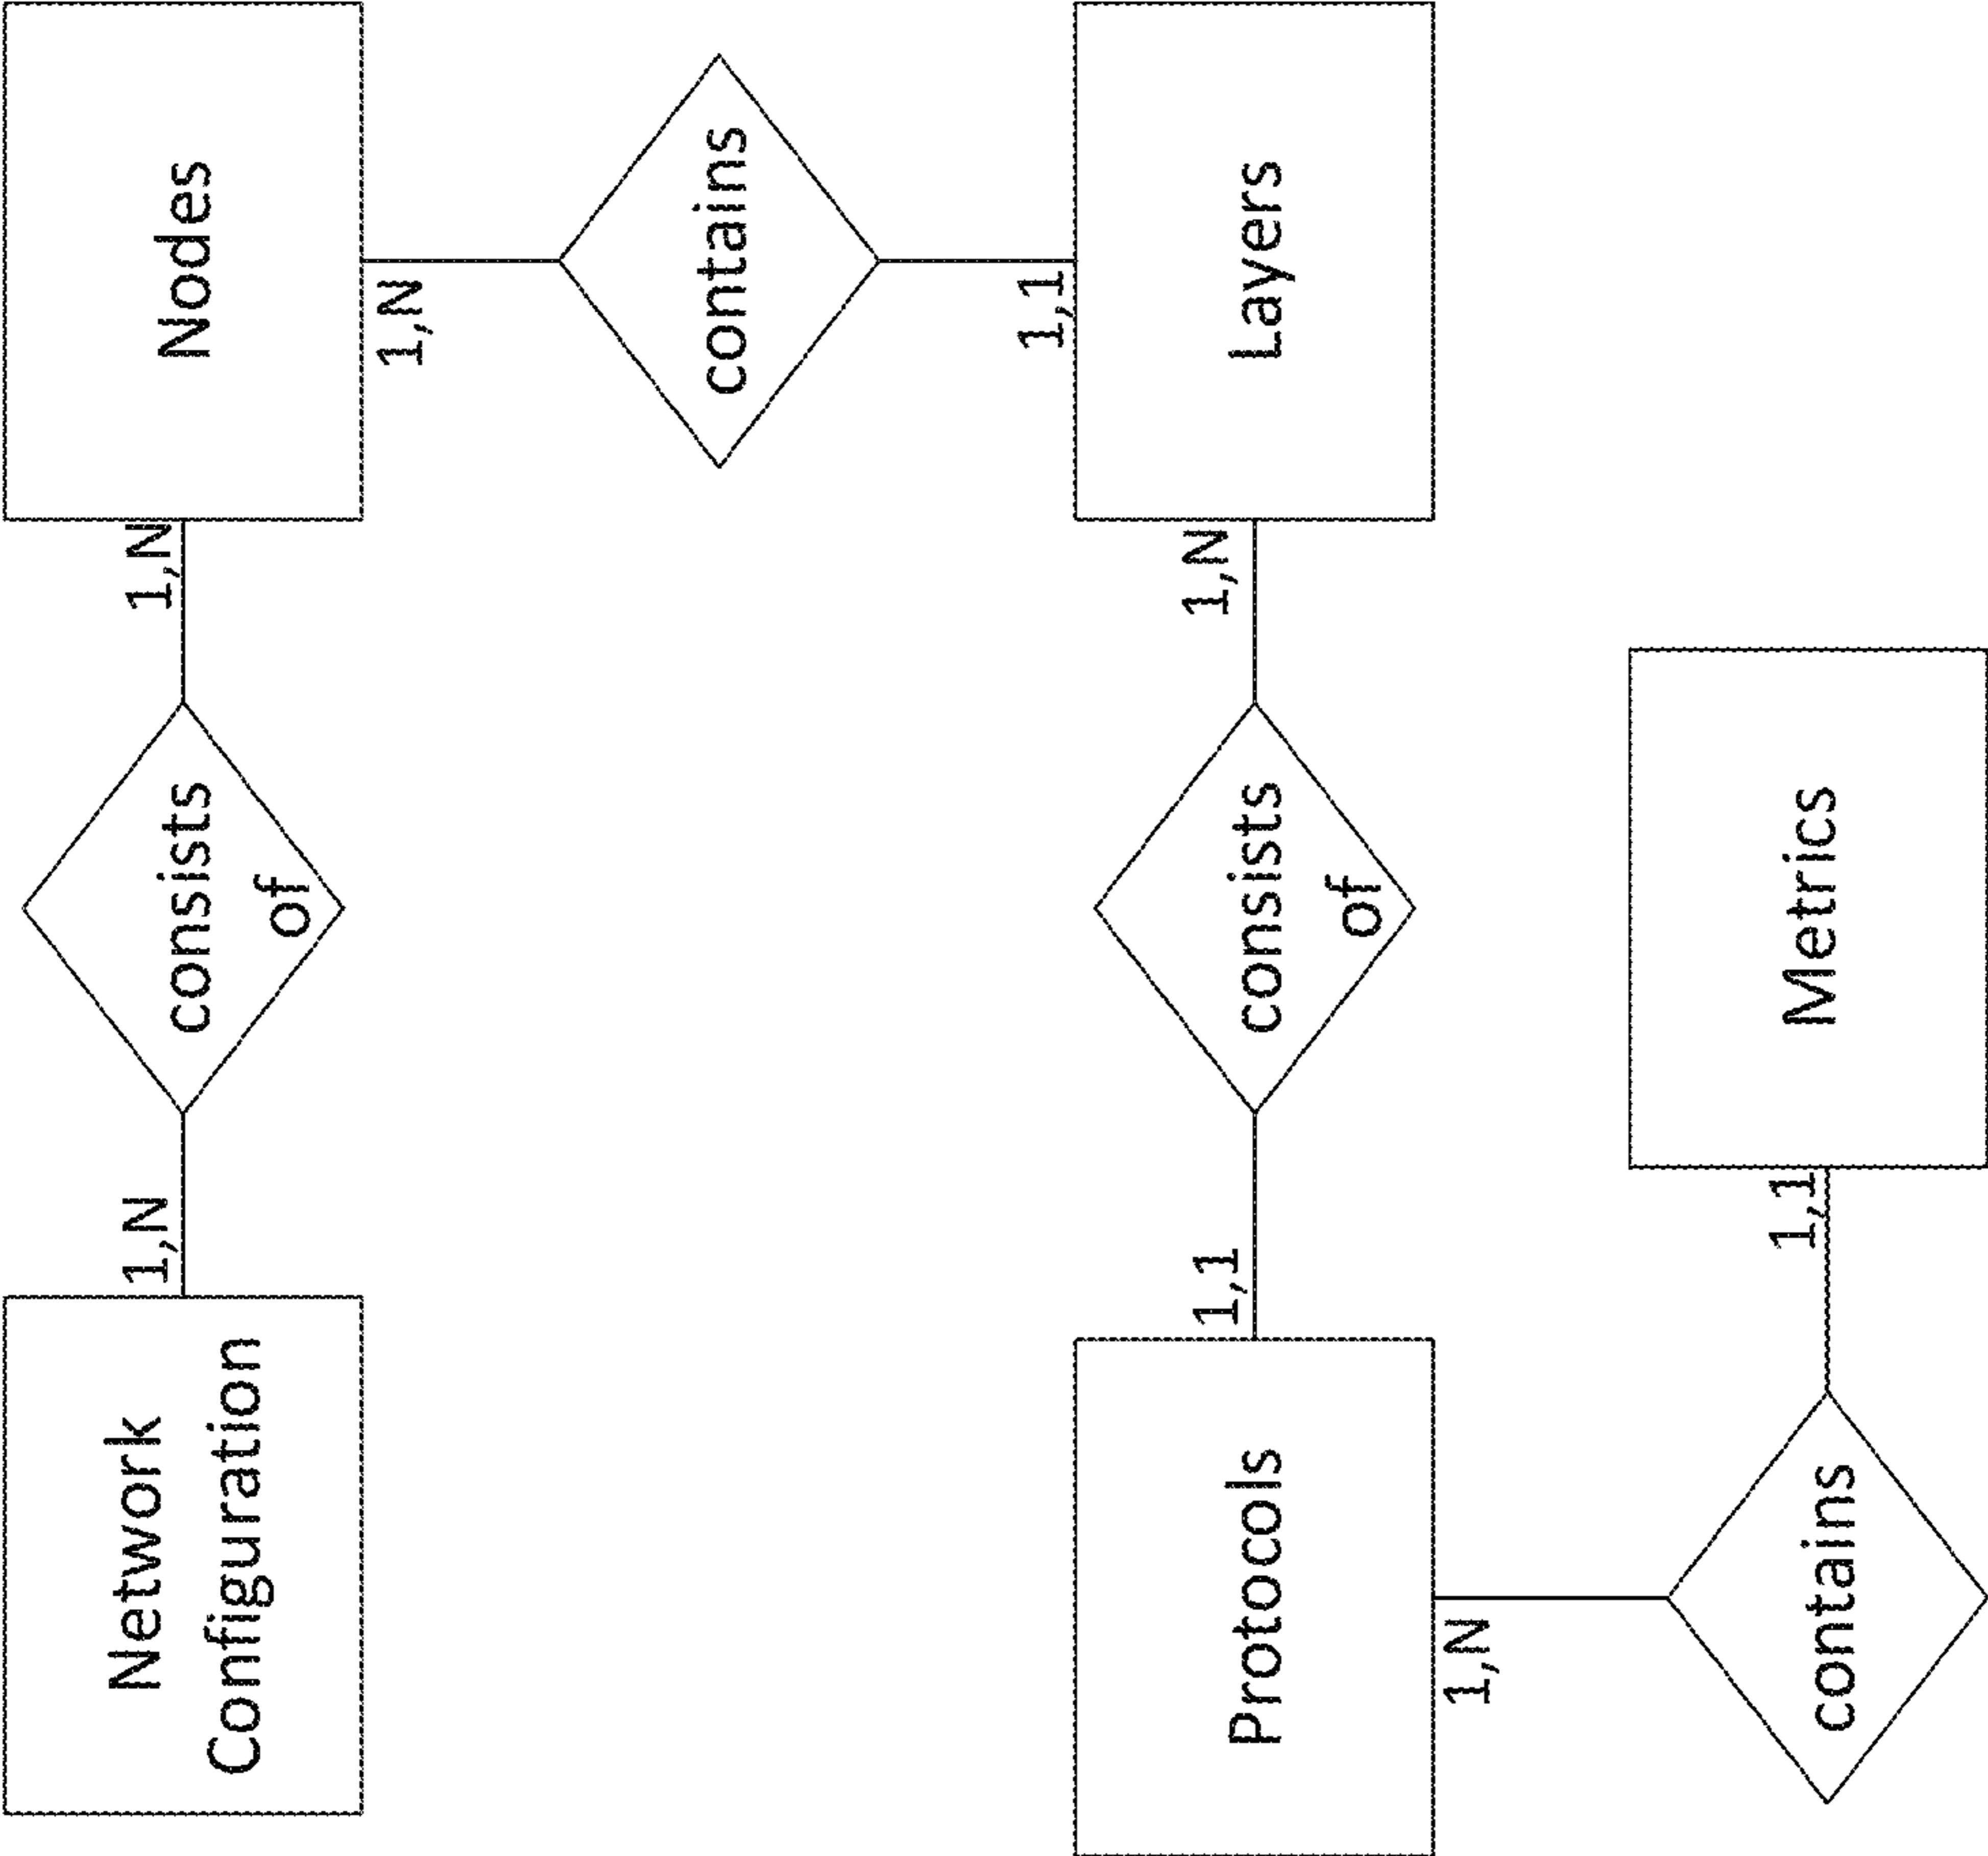 Network
Configuration
1,N
consists
of
1,N
Nodes
1,N
contains
1,1
Layers
1,N
consists
of
1,1
Protocols
1,N
contains
1,1
Metrics